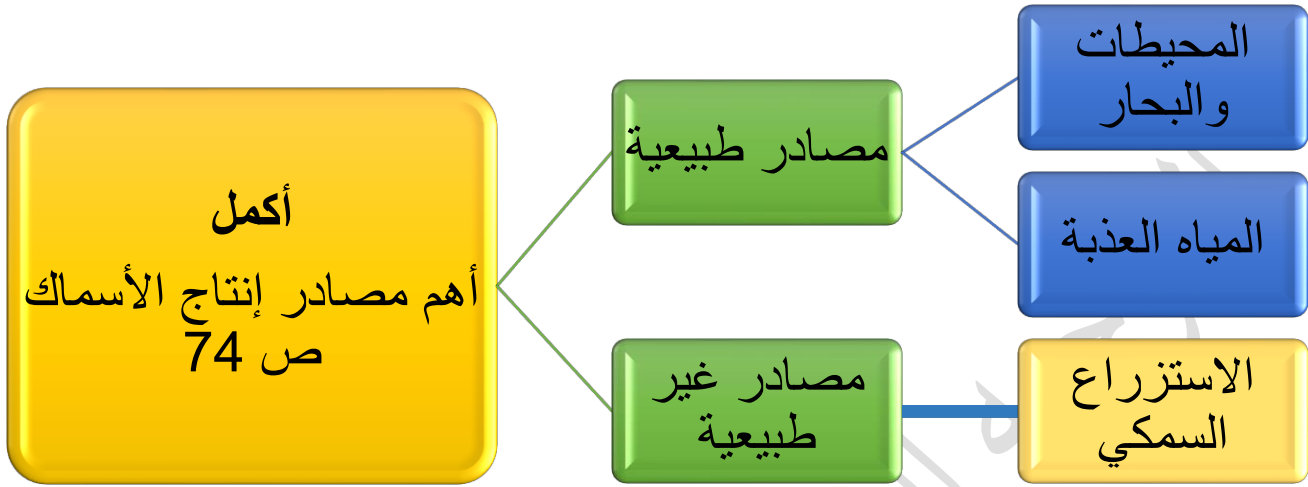 أكمل
أهم مصادر إنتاج الأسماك
ص 74
مصادر طبيعية
المحيطات
والبحار
المياه العذبة
مصادر غير
طبيعية
الاستزراع
السمكي